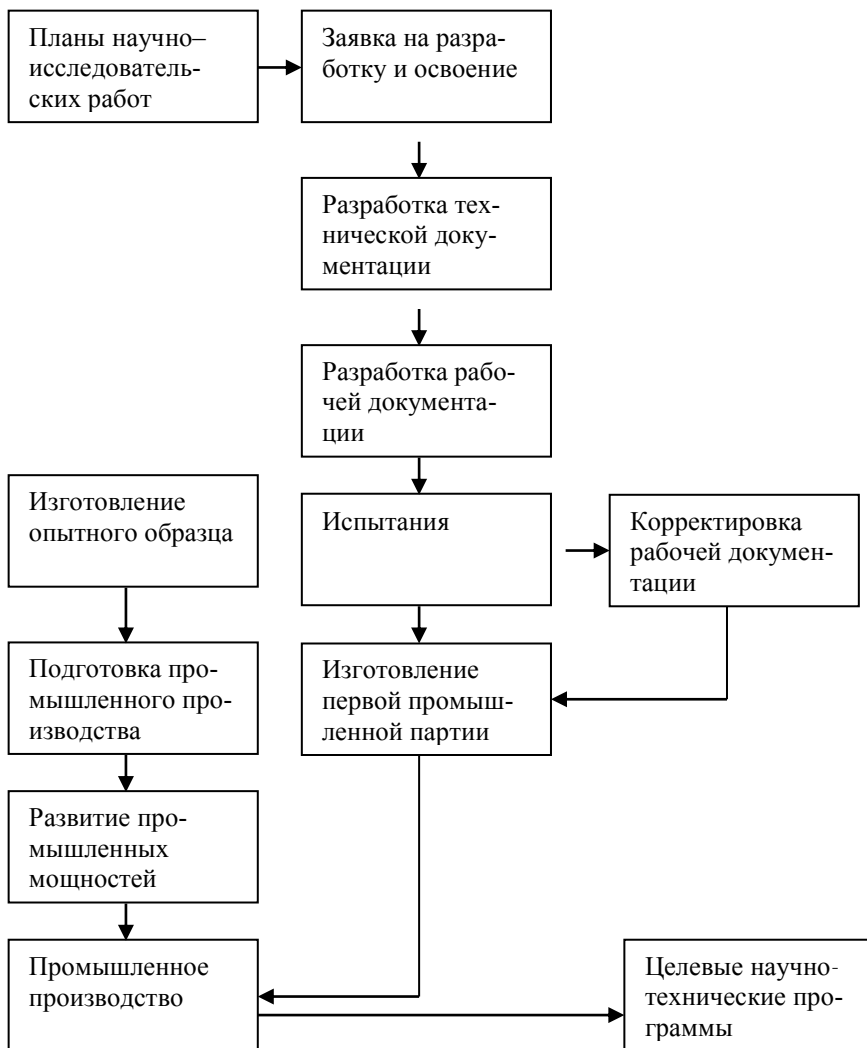 Планы научно–
исследователь-
ских работ
Заявка на разра-
ботку и освоение
Разработка тех-
нической доку-
ментации
Разработка рабо-
чей документа-
ции
Изготовление
опытного образца
Испытания
Корректировка
рабочей докумен-
тации
Подготовка про-
мышленного про-
изводства
Изготовление
первой промыш-
ленной партии
Развитие про-
мышленных
мощностей
Промышленное
производство
Целевые научно-
технические про-
граммы